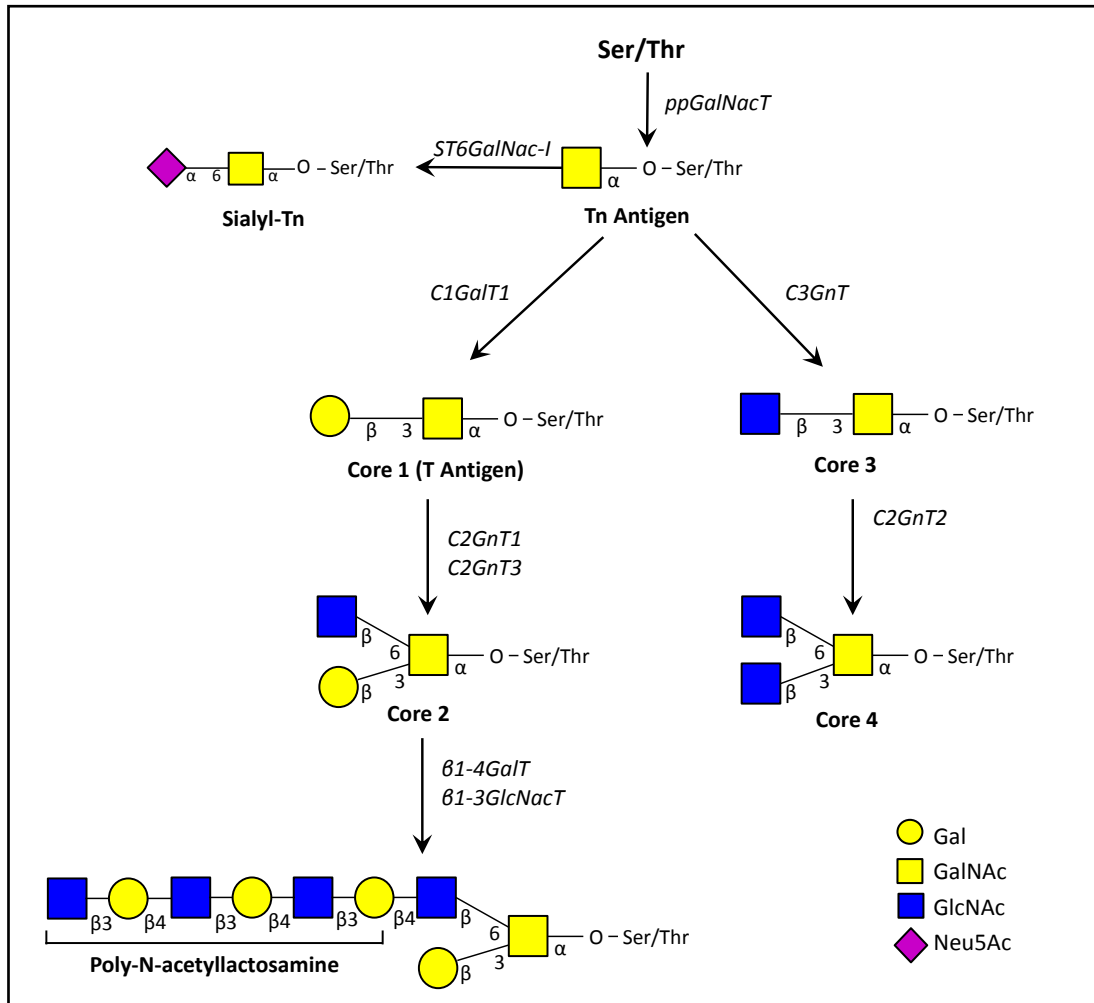 Ser/Thr
ppGalNacT
ST6GalNac-I
α 6 α O – Ser/Thr
α O – Ser/Thr
Sialyl-Tn
Tn Antigen
C1GalT1
C3GnT
β 3 α O – Ser/Thr
β 3 α O – Ser/Thr
Core 1 (T Antigen)
Core 3
C2GnT1
C2GnT3
C2GnT2
β 6 β 3 α O – Ser/Thr
β 6 β 3 α O – Ser/Thr
Core 2
Core 4
β1-4GalT
β1-3GlcNacT
Gal
GalNAc
GlcNAc
Neu5Ac
β3 β4 β3 β4 β3 β4 β 6 β 3 α O – Ser/Thr
Poly-N-acetyllactosamine